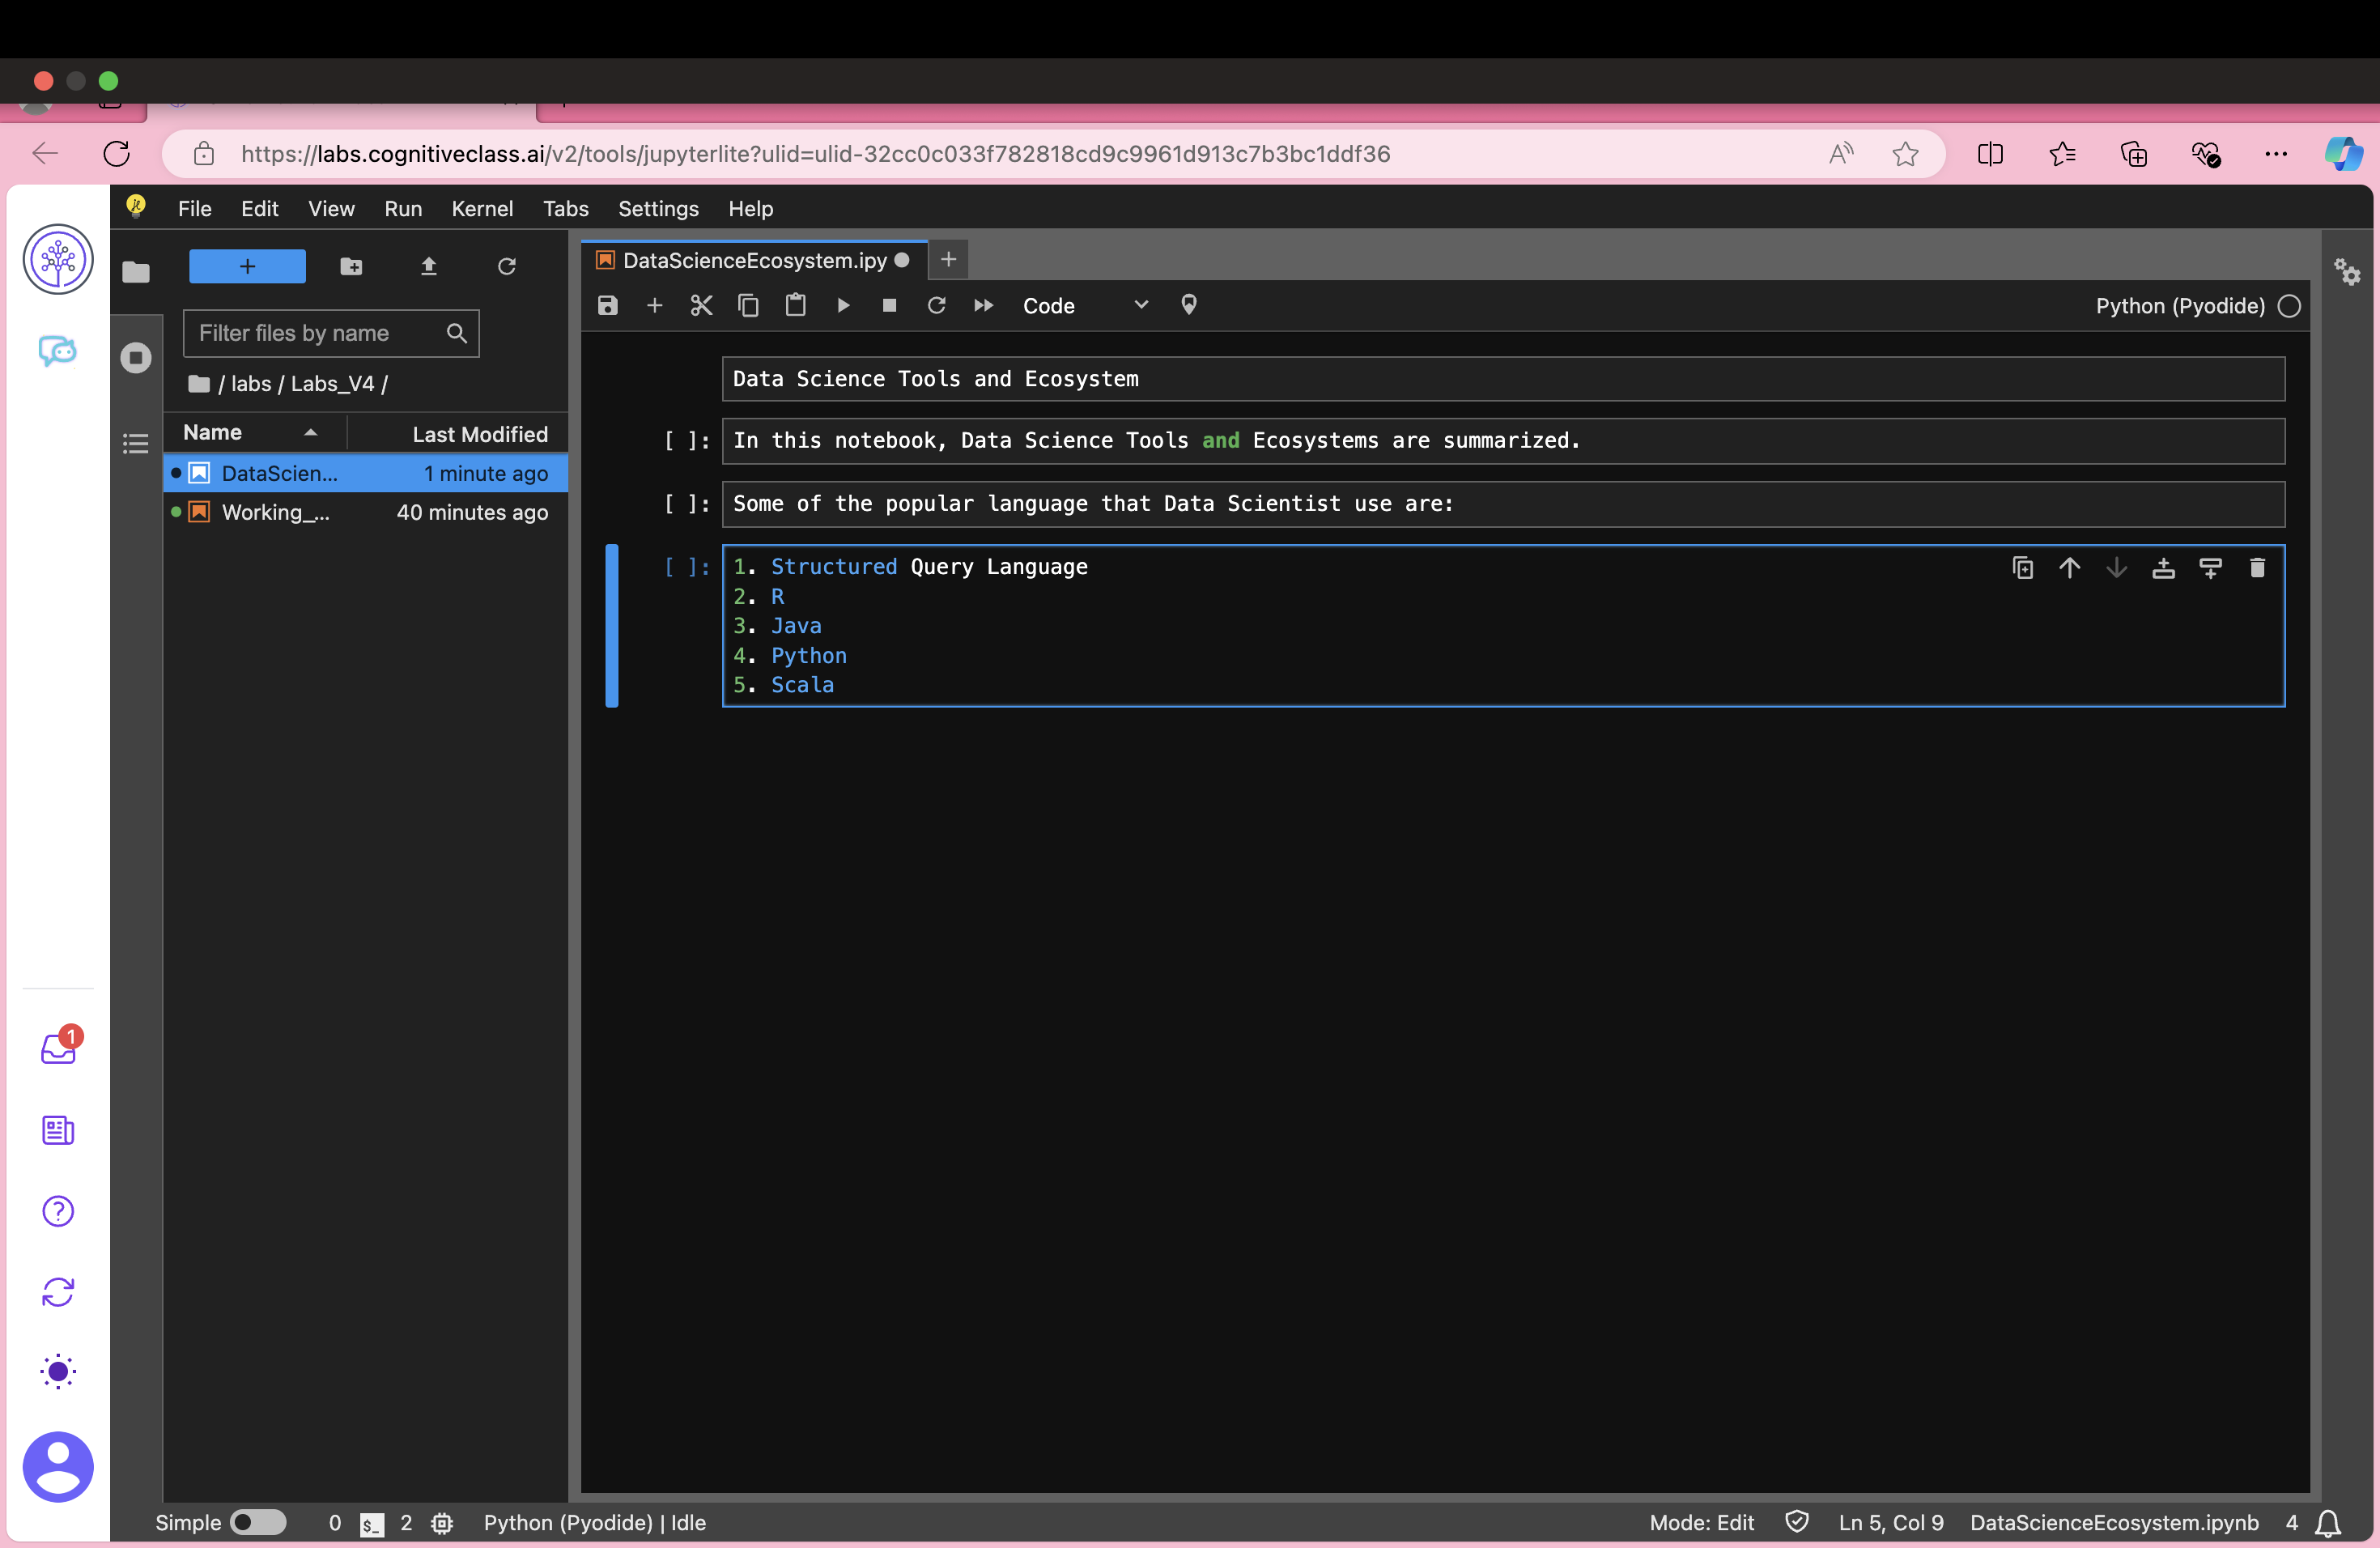 https://labs.cognitiveclass.ai/v2/tools/jupyterlite?ulid=ulid-32cc0c033f782818cd9c9961d913c7b3bc1ddf36
File Edit View Run Kernel Tabs Settings Help
DataScienceEcosystem.ipy
Filter files by name
/ labs / Labs_V4 /
Name Last Modified
DataScien... 1 minute ago
Working_... 40 minutes ago
Code
Python (Pyodide)
Data Science Tools and Ecosystem
[ ]: In this notebook, Data Science Tools and Ecosystems are summarized.
[ ]: Some of the popular language that Data Scientist use are:
[ ]: 1. Structured Query Language
2. R
3. Java
4. Python
5. Scala
1
Simple 0 $_ 2 Python (Pyodide) | Idle Mode: Edit Ln 5, Col 9 DataScienceEcosystem.ipynb 4